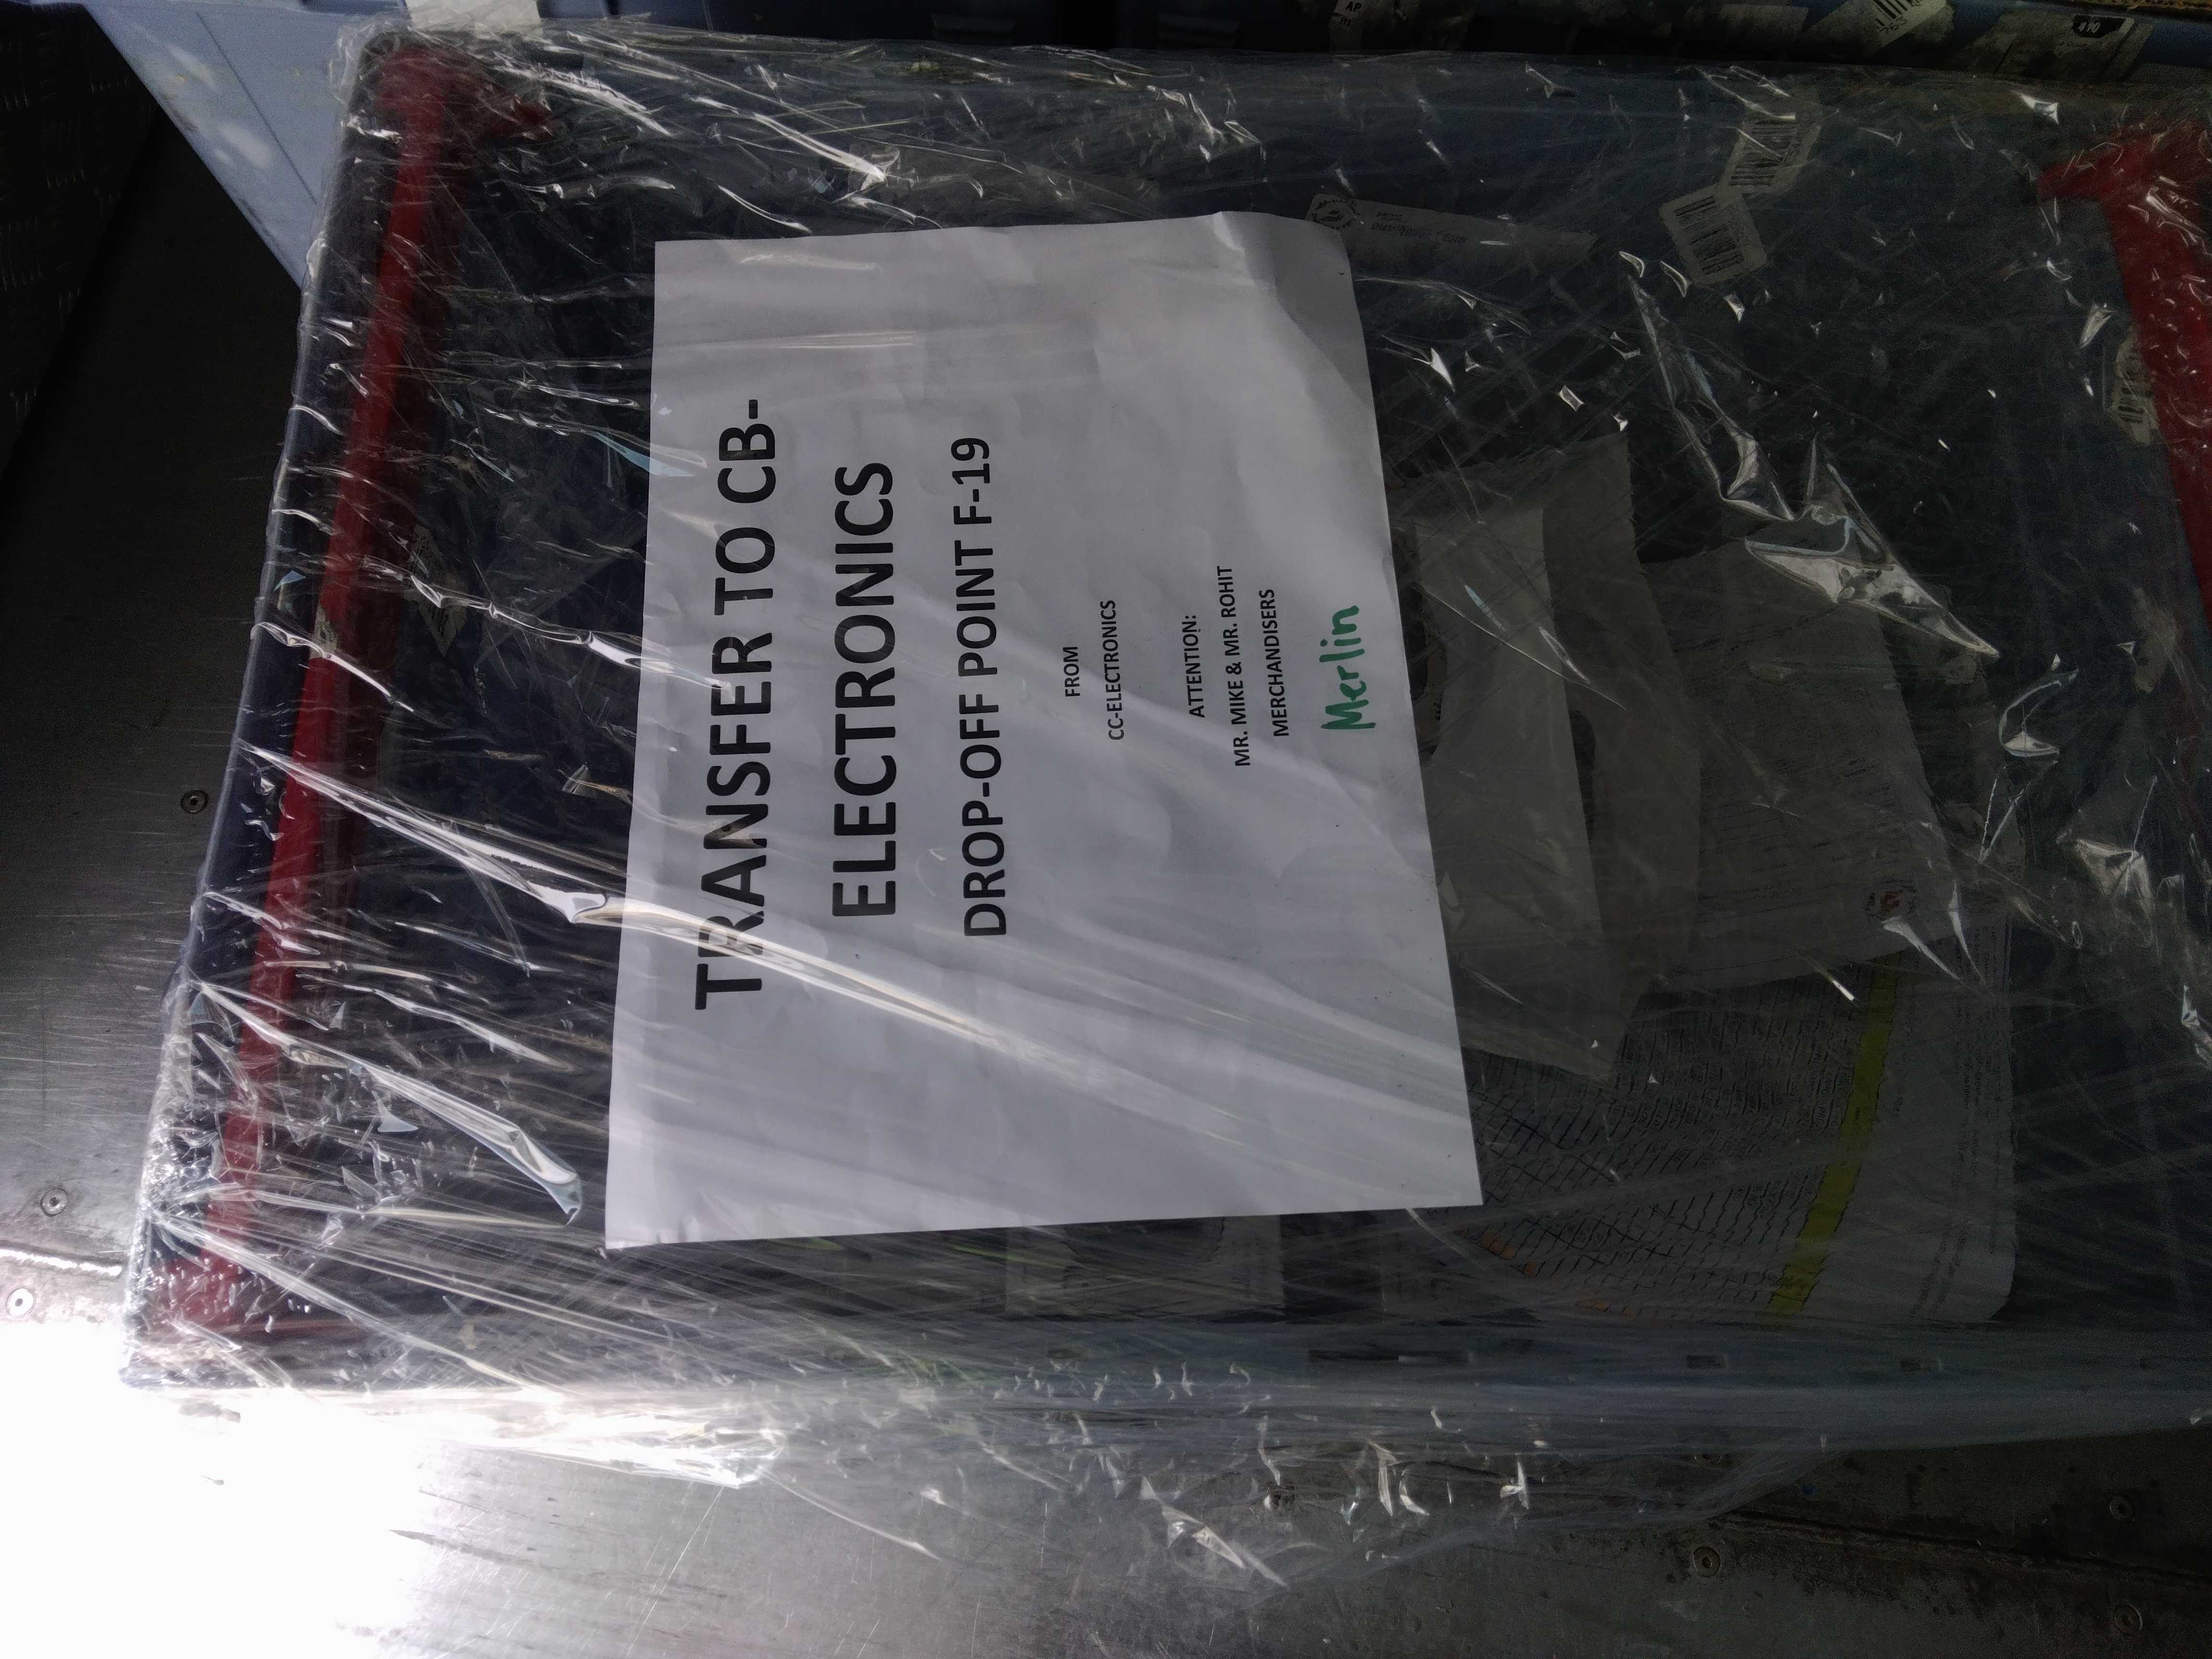 TRANSFER TO CB-
ELECTRONICS
DROP-OFF POINT F-19
FROM
CC-ELECTRONICS
ATTENTION:
MR. MIKE & MR. ROHIT
MERCHANDISERS
Merlin